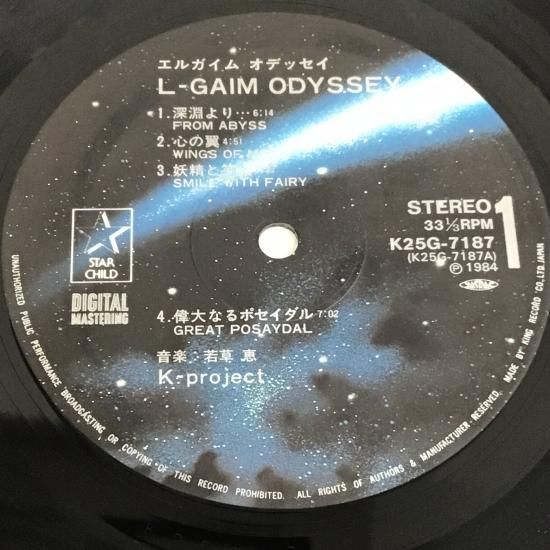 エルガイム オデッセイ
L-GAIM ODYSSEY
1. 深淵より… 6:14
FROM ABYSS
2. 心の翼 4:51
WINGS OF
3. 妖精と
SMILE WITH FAIRY
STEREO 1
33 1/3 RPM
K25G-7187
(K25G-7187A)
Ⓟ 1984
STAR
CHILD
DIGITAL
MASTERING
4. 偉大なるポセイダル 7:02
GREAT POSAYDAL
音楽／若草 恵
K-project
UNAUTHORIZED PUBLIC PERFORMANCE BROADCASTING OR COPYING OF THIS RECORD PROHIBITED. ALL RIGHTS OF AUTHORS & MANUFACTURER RESERVED. MADE BY KING RECORD CO., LTD. JAPAN